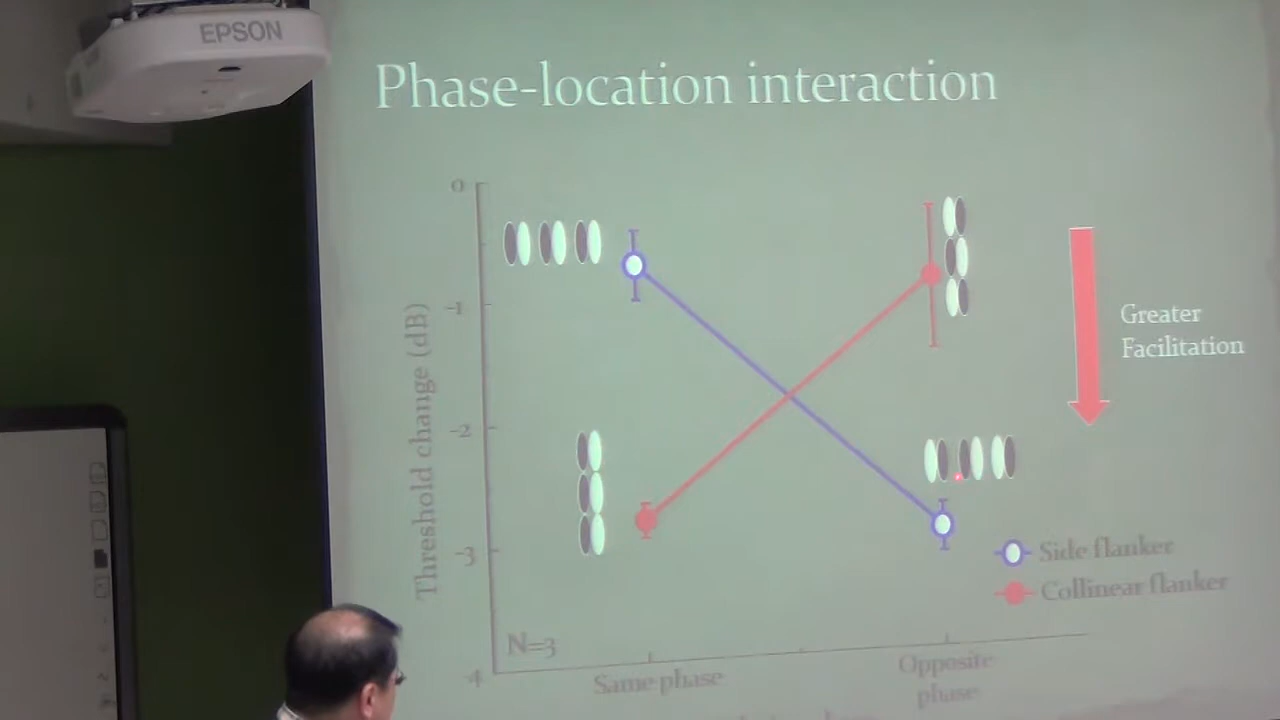 EPSON
Phase-location interaction
0
-1
-2
-3
-4
Threshold change (dB)
Greater
Facilitation
Side flanker
Collinear flanker
N=3
Same phase
Opposite
phase